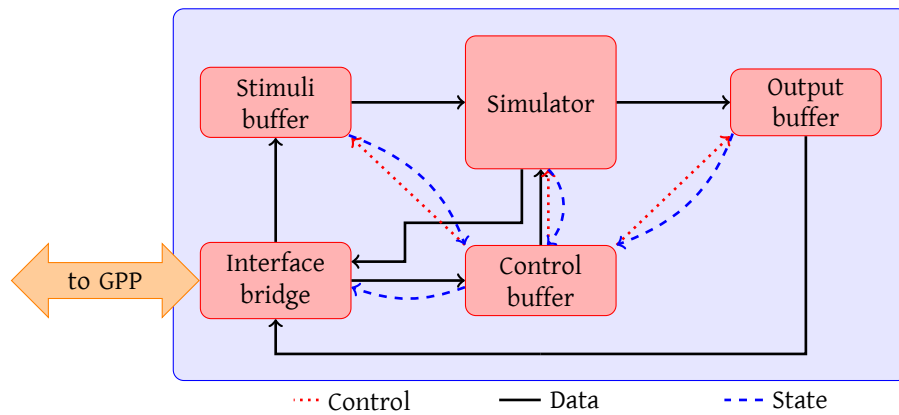 Stimuli
buffer
Simulator
Output
buffer
to GPP
Interface
bridge
Control
buffer
Control
Data
State